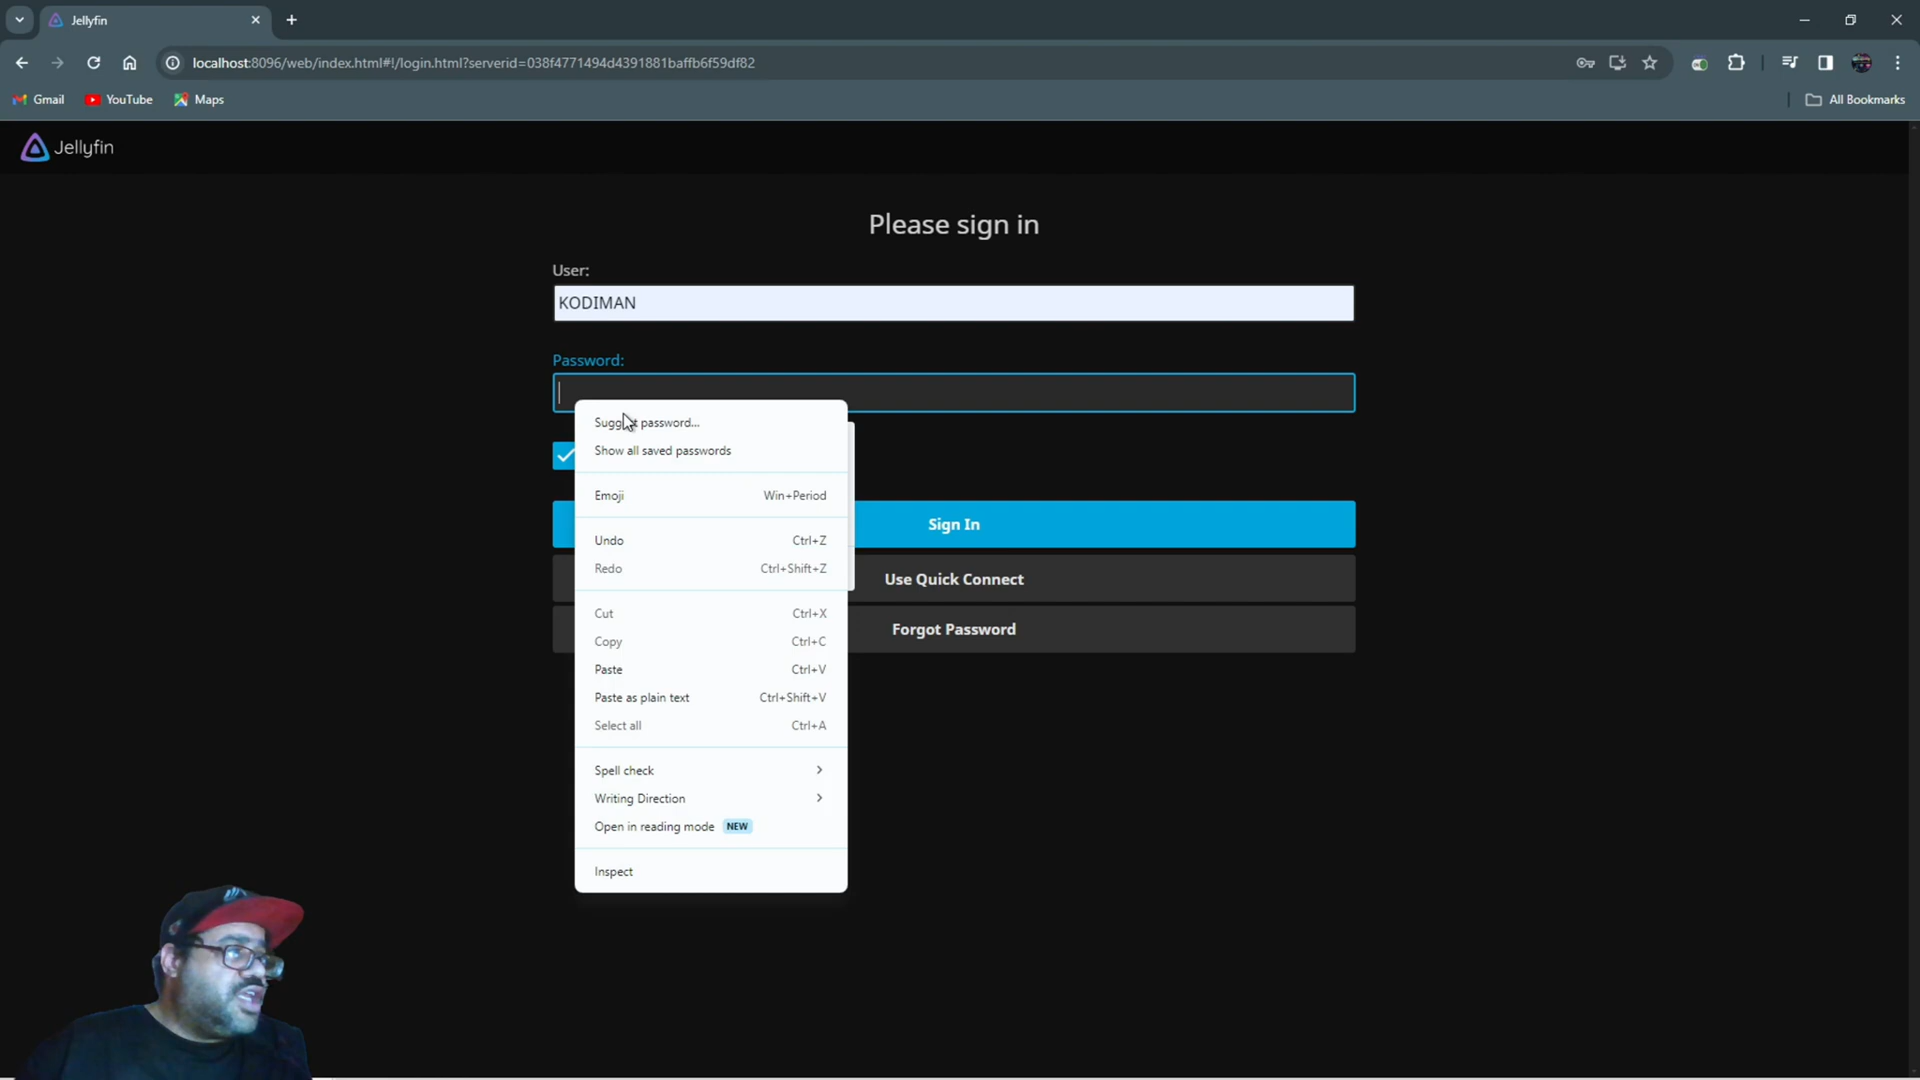 Jellyfin
localhost:8096/web/index.html#!/login.html?serverid=038f4771494d4391881baffb6f59df82
Gmail YouTube Maps All Bookmarks
Jellyfin
Please sign in
User:
KODIMAN
Password:
Suggest password...
Show all saved passwords
Emoji Win+Period
Sign In
Undo Ctrl+Z
Redo Ctrl+Shift+Z
Use Quick Connect
Cut Ctrl+X
Forgot Password
Copy Ctrl+C
Paste Ctrl+V
Paste as plain text Ctrl+Shift+V
Select all Ctrl+A
Spell check
Writing Direction
Open in reading mode NEW
Inspect